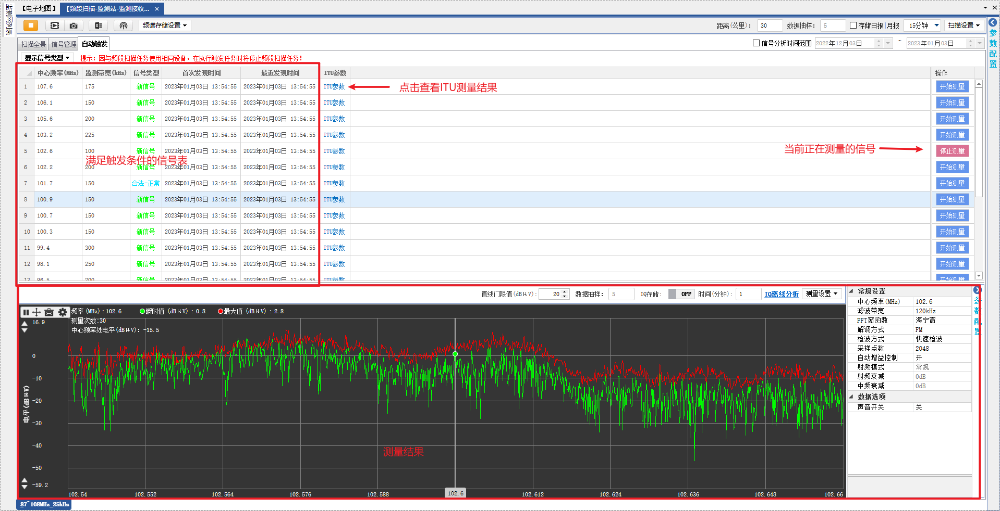 监测网列表
【电子地图】
【频段扫描-监测站-监测接收... ×
频谱存储设置
距离(公里): 30 数据抽样: 5 存储日报|月报 15分钟 扫描设置
扫描全景 信号管理 自动触发
信号分析时间范围 2022年12月03日 ~ 2023年01月03日
显示信号类型 提示：因与频段扫描任务使用相同设备，在执行触发任务时将停止频段扫描任务！
中心频率(MHz) 监测带宽(kHz) 信号类型 首次发现时间 最近发现时间 ITU参数 操作
1 107.6 175 新信号 2023年01月03日 13:54:55 2023年01月03日 13:54:55 ITU参数 点击查看ITU测量结果 开始测量
2 106.1 150 新信号 2023年01月03日 13:54:55 2023年01月03日 13:54:55 ITU参数 开始测量
3 105.6 200 新信号 2023年01月03日 13:54:55 2023年01月03日 13:54:55 ITU参数 开始测量
4 103.2 225 新信号 2023年01月03日 13:54:55 2023年01月03日 13:54:55 ITU参数 开始测量
5 102.6 100 新信号 2023年01月03日 13:54:55 2023年01月03日 13:54:55 ITU参数 当前正在测量的信号 停止测量
满足触发条件的信号表
6 102.2 200 新信号 2023年01月03日 13:54:55 2023年01月03日 13:54:55 ITU参数 开始测量
7 101.7 150 合法-正常 2023年01月03日 13:54:55 2023年01月03日 13:54:55 ITU参数 开始测量
8 100.9 150 新信号 2023年01月03日 13:54:55 2023年01月03日 13:54:55 ITU参数 开始测量
9 100.7 150 新信号 2023年01月03日 13:54:55 2023年01月03日 13:54:55 ITU参数 开始测量
10 100.3 150 新信号 2023年01月03日 13:54:55 2023年01月03日 13:54:55 ITU参数 开始测量
11 99.4 300 新信号 2023年01月03日 13:54:55 2023年01月03日 13:54:55 ITU参数 开始测量
12 98.1 250 新信号 2023年01月03日 13:54:55 2023年01月03日 13:54:55 ITU参数 开始测量
13 96.5 200 新信号 2023年01月03日 13:54:55 2023年01月03日 13:54:55 ITU参数 开始测量
参数配置
直线门限值(dBμV): 20 数据抽样: 5 IQ存储: OFF 时间(分钟): 1 IQ离线分析 测量设置
频率(MHz):102.6 瞬时值(dBμV):0.8 最大值(dBμV):2.8
测量次数:30
中心频率处电平(dBμV): -15.5
16.9
0
-10
-20
-30
-40
-50
-59.2
电平(dBμV)
测量结果
102.54 102.552 102.564 102.576 102.588 102.6 102.612 102.624 102.636 102.648 102.66
常规设置
中心频率(MHz) 102.6
滤波带宽 120kHz
FFT窗函数 海宁窗
解调方式 FM
检波方式 快速检波
采样点数 2048
自动增益控制 开
射频模式 常规
射频衰减 0dB
中频衰减 0dB
数据选项
声音开关 关
参数配置
87~108MHz_25kHz